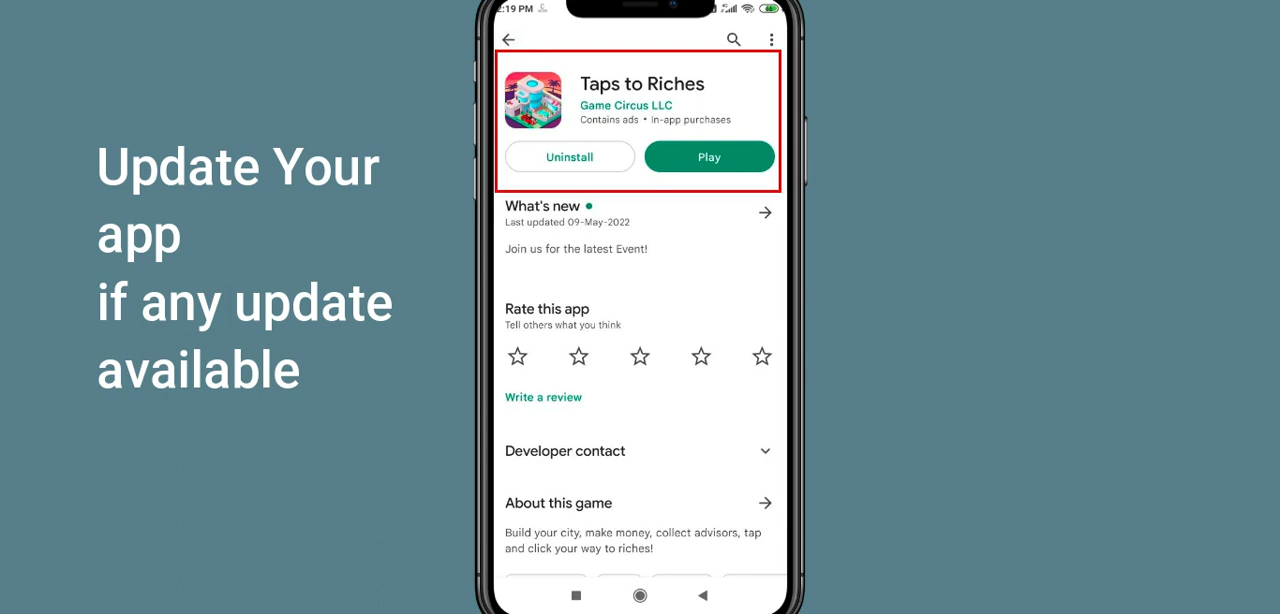 Update Your
app
if any update
available
2:19 PM
Taps to Riches
Game Circus LLC
Contains ads • In-app purchases
Uninstall
Play
What's new
Last updated 09-May-2022
Join us for the latest Event!
Rate this app
Tell others what you think
Write a review
Developer contact
About this game
Build your city, make money, collect advisors, tap
and click your way to riches!